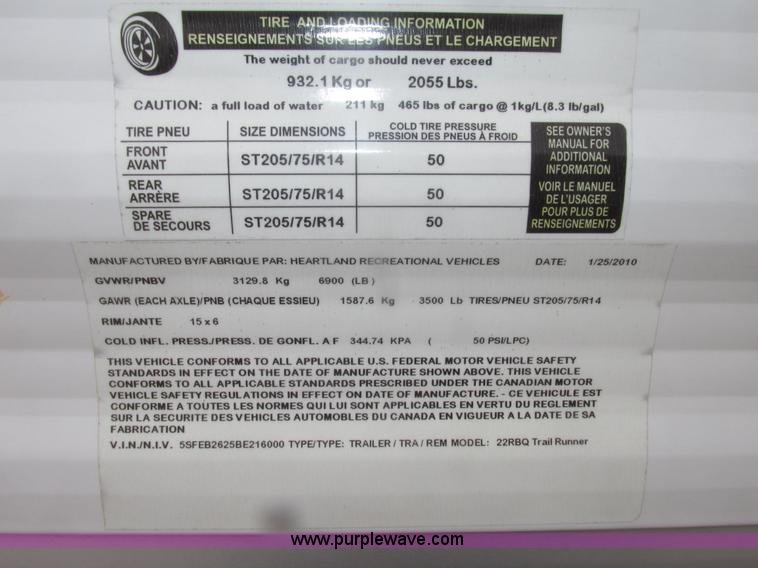 TIRE AND LOADING INFORMATION
RENSEIGNEMENTS SUR LES PNEUS ET LE CHARGEMENT
The weight of cargo should never exceed
932.1 Kg or 2055 Lbs.
CAUTION: a full load of water 211 kg 465 lbs of cargo @ 1kg/L(8.3 lb/gal)
TIRE PNEU SIZE DIMENSIONS COLD TIRE PRESSURE
PRESSION DES PNEUS À FROID
FRONT
AVANT ST205/75/R14 50
REAR
ARRÈRE ST205/75/R14 50
SPARE
DE SECOURS ST205/75/R14 50
SEE OWNER'S
MANUAL FOR
ADDITIONAL
INFORMATION
VOIR LE MANUEL
DE L'USAGER
POUR PLUS DE
RENSEIGNEMENTS
MANUFACTURED BY/FABRIQUE PAR: HEARTLAND RECREATIONAL VEHICLES DATE: 1/25/2010
GVWR/PNBV 3129.8 Kg 6900 (LB)
GAWR (EACH AXLE)/PNB (CHAQUE ESSIEU) 1587.6 Kg 3500 Lb TIRES/PNEU ST205/75/R14
RIM/JANTE 15 x 6
COLD INFL. PRESS/PRESS. DE GONFL. A F 344.74 KPA ( 50 PSI/LPC)
THIS VEHICLE CONFORMS TO ALL APPLICABLE U.S. FEDERAL MOTOR VEHICLE SAFETY
STANDARDS IN EFFECT ON THE DATE OF MANUFACTURE SHOWN ABOVE. THIS VEHICLE
CONFORMS TO ALL APPLICABLE STANDARDS PRESCRIBED UNDER THE CANADIAN MOTOR
VEHICLE SAFETY REGULATIONS IN EFFECT ON DATE OF MANUFACTURE. - CE VEHICULE EST
CONFORME A TOUTES LES NORMES QUI LUI SONT APPLICABLES EN VERTU DU REGLEMENT
SUR LA SECURITE DES VEHICLES AUTOMOBILES DU CANADA EN VIGUEUR A LA DATE DE SA
FABRICATION
V.I.N./N.I.V. 5SFEB2625BE216000 TYPE/TYPE: TRAILER / TRA / REM MODEL: 22RBQ Trail Runner
www.purplewave.com